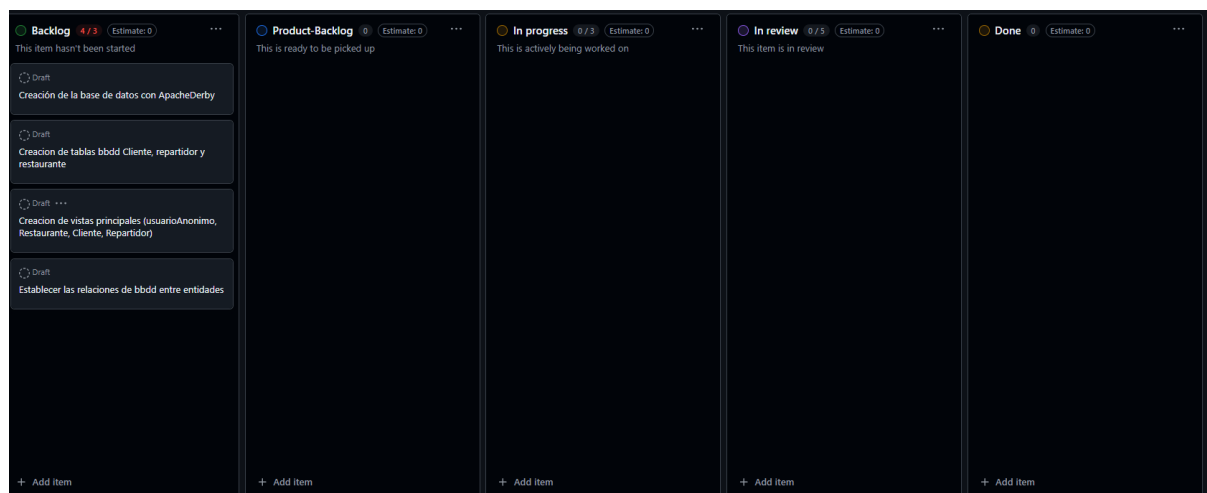 Backlog 4 / 3 Estimate: 0 ...
This item hasn't been started
Draft
Creación de la base de datos con ApacheDerby
Draft
Creacion de tablas bbdd Cliente, repartidor y
restaurante
Draft ...
Creacion de vistas principales (usuarioAnonimo,
Restaurante, Cliente, Repartidor)
Draft
Establecer las relaciones de bbdd entre entidades
+ Add item
Product-Backlog 0 Estimate: 0 ...
This is ready to be picked up
+ Add item
In progress 0 / 3 Estimate: 0 ...
This is actively being worked on
+ Add item
In review 0 / 5 Estimate: 0 ...
This item is in review
+ Add item
Done 0 Estimate: 0 ...
+ Add item